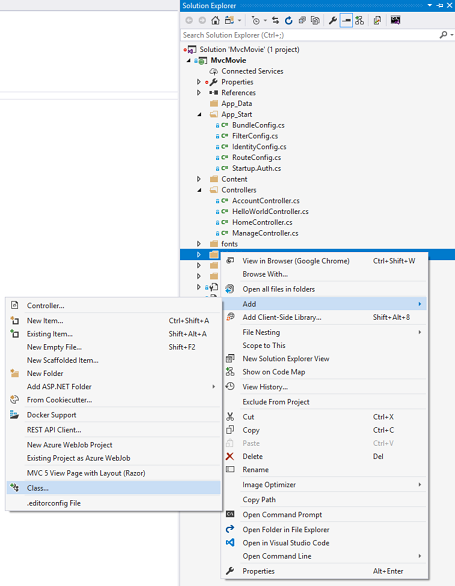 Solution Explorer
Search Solution Explorer (Ctrl+;)
Solution 'MvcMovie' (1 project)
MvcMovie
Connected Services
Properties
References
App_Data
App_Start
BundleConfig.cs
FilterConfig.cs
IdentityConfig.cs
RouteConfig.cs
Startup.Auth.cs
Content
Controllers
AccountController.cs
HelloWorldController.cs
HomeController.cs
ManageController.cs
fonts
View in Browser (Google Chrome) Ctrl+Shift+W
Browse With...
Open all files in folders
Add
Add Client-Side Library... Shift+Alt+8
File Nesting
Scope to This
New Solution Explorer View
Show on Code Map
View History...
Exclude From Project
Cut Ctrl+X
Copy Ctrl+C
Paste Ctrl+V
Delete Del
Rename
Image Optimizer
Copy Path
Open Command Prompt
Open Folder in File Explorer
Open in Visual Studio Code
Open Command Line
Properties Alt+Enter
Controller...
New Item... Ctrl+Shift+A
Existing Item... Shift+Alt+A
New Empty File... Shift+F2
New Scaffolded Item...
New Folder
Add ASP.NET Folder
From Cookiecutter...
Docker Support
REST API Client...
New Azure WebJob Project
Existing Project as Azure WebJob
MVC 5 View Page with Layout (Razor)
Class...
.editorconfig File